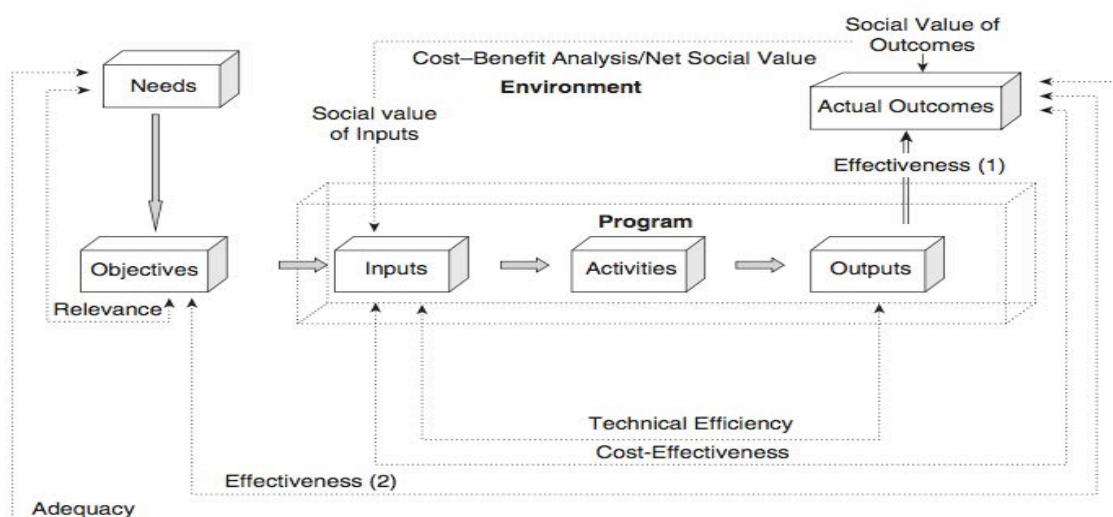 Social Value of
Outcomes
Cost–Benefit Analysis/Net Social Value
Environment
Needs
Actual Outcomes
Social value
of Inputs
Effectiveness (1)
Program
Objectives
Inputs
Activities
Outputs
Relevance
Technical Efficiency
Cost-Effectiveness
Effectiveness (2)
Adequacy